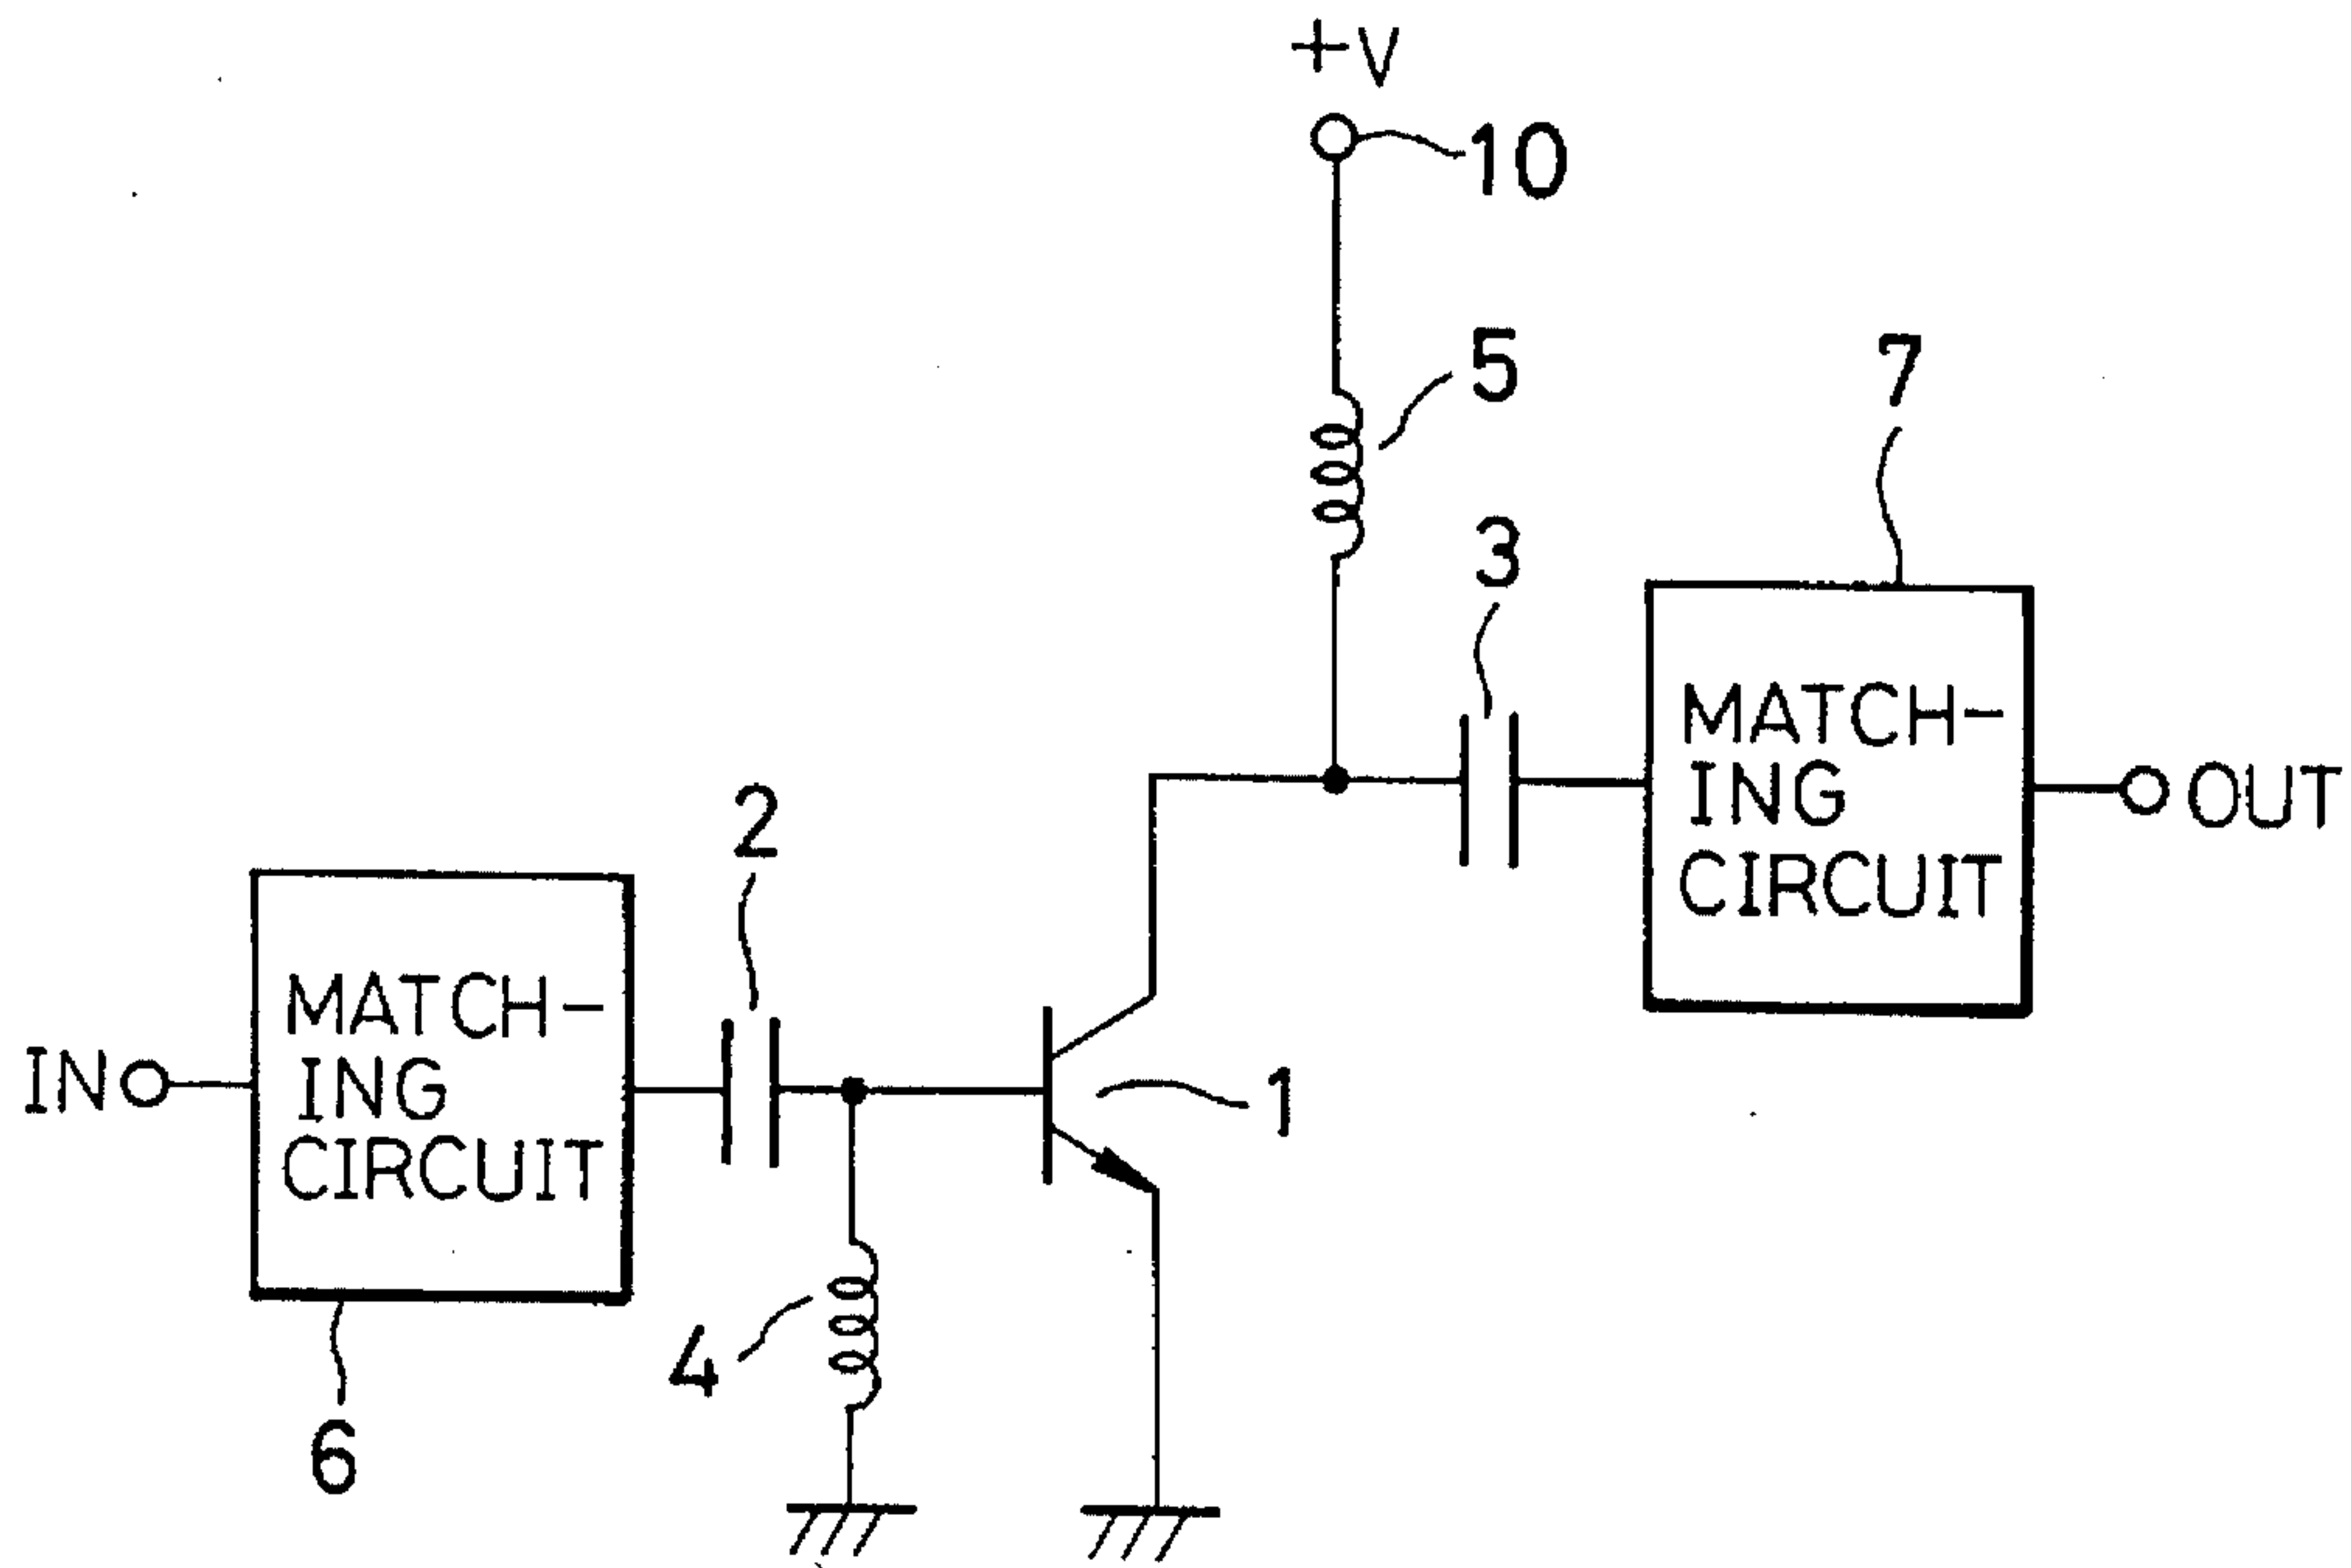 +V
10
5
7
3
MATCH-
ING
CIRCUIT
OUT
2
MATCH-
ING
CIRCUIT
IN
1
4
6